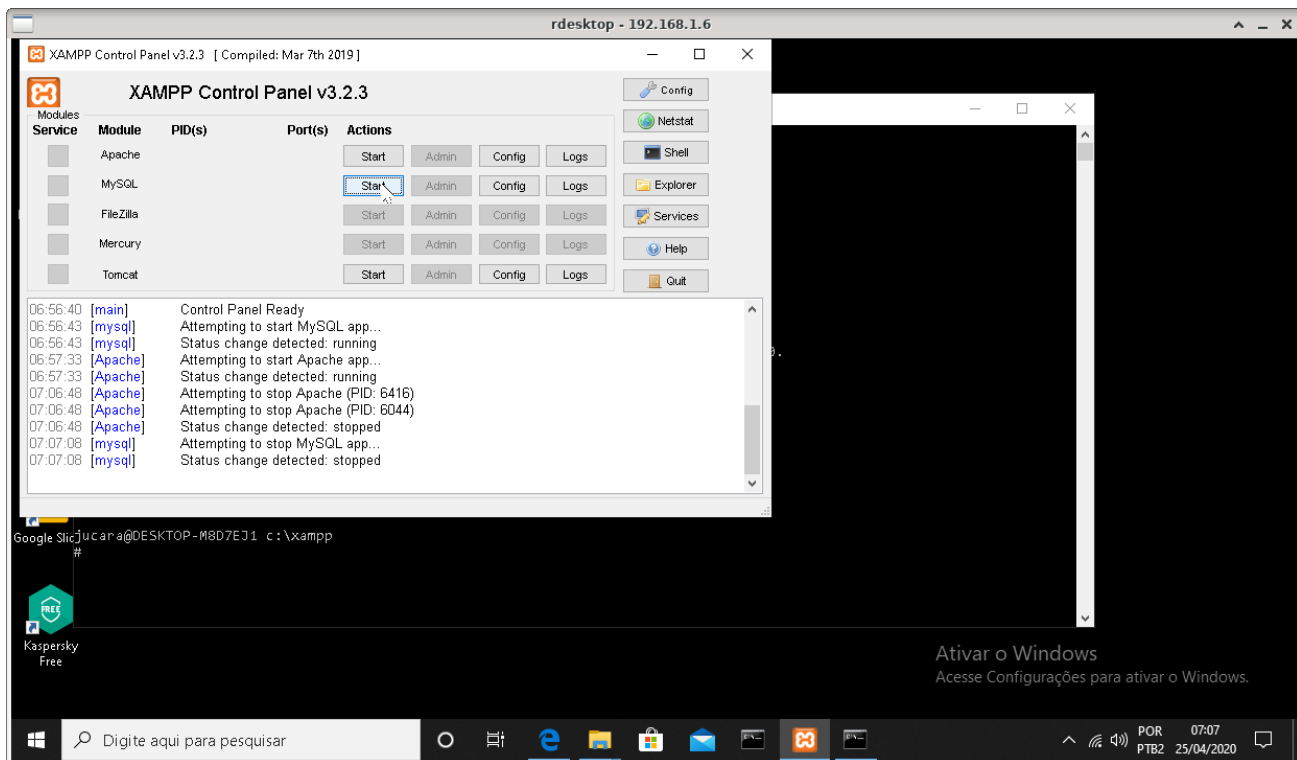 rdesktop - 192.168.1.6
XAMPP Control Panel v3.2.3 [ Compiled: Mar 7th 2019 ]
XAMPP Control Panel v3.2.3
Config
Modules
Netstat
Service Module PID(s) Port(s) Actions
Apache Start Admin Config Logs
Shell
MySQL Start Admin Config Logs
Explorer
FileZilla Start Admin Config Logs
Services
Mercury Start Admin Config Logs
Help
Tomcat Start Admin Config Logs
Quit
06:56:40 [main] Control Panel Ready
06:56:43 [mysql] Attempting to start MySQL app...
06:56:43 [mysql] Status change detected: running
06:57:33 [Apache] Attempting to start Apache app...
06:57:33 [Apache] Status change detected: running
07:06:48 [Apache] Attempting to stop Apache (PID: 6416)
07:06:48 [Apache] Attempting to stop Apache (PID: 6044)
07:06:48 [Apache] Status change detected: stopped
07:07:08 [mysql] Attempting to stop MySQL app...
07:07:08 [mysql] Status change detected: stopped
Google Slid
jucara@DESKTOP-M8D7EJ1 c:\xampp
#
FREE
Kaspersky
Free
Ativar o Windows
Acesse Configurações para ativar o Windows.
Digite aqui para pesquisar
POR
PTB2
07:07
25/04/2020